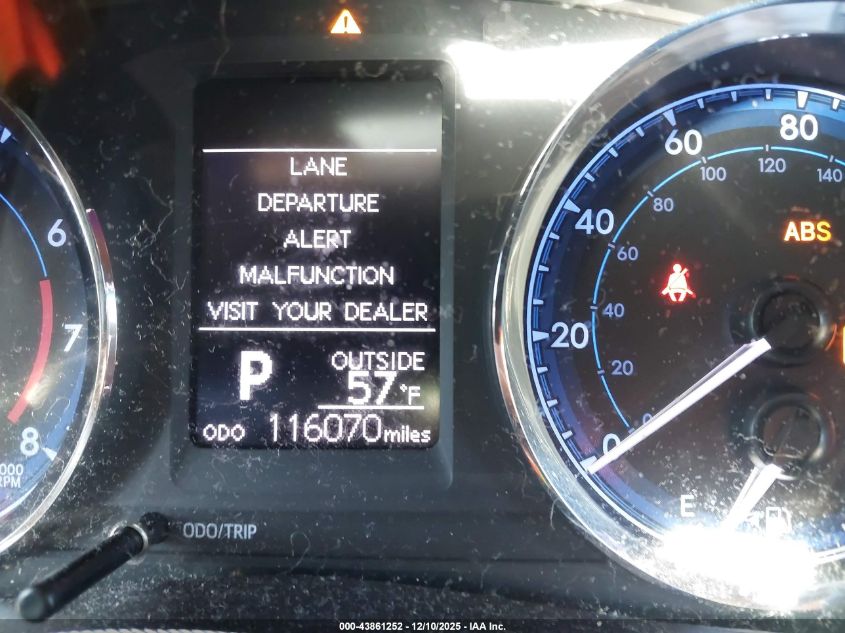 LANE
DEPARTURE
ALERT
MALFUNCTION
VISIT YOUR DEALER
P OUTSIDE
57°F
ODO 116070 miles
ODO/TRIP
6
7
8
000
RPM
0
20
40
60
80
0
20
40
60
80
100
120
140
ABS
E
000-43861252 - 12/10/2025 - IAA Inc.